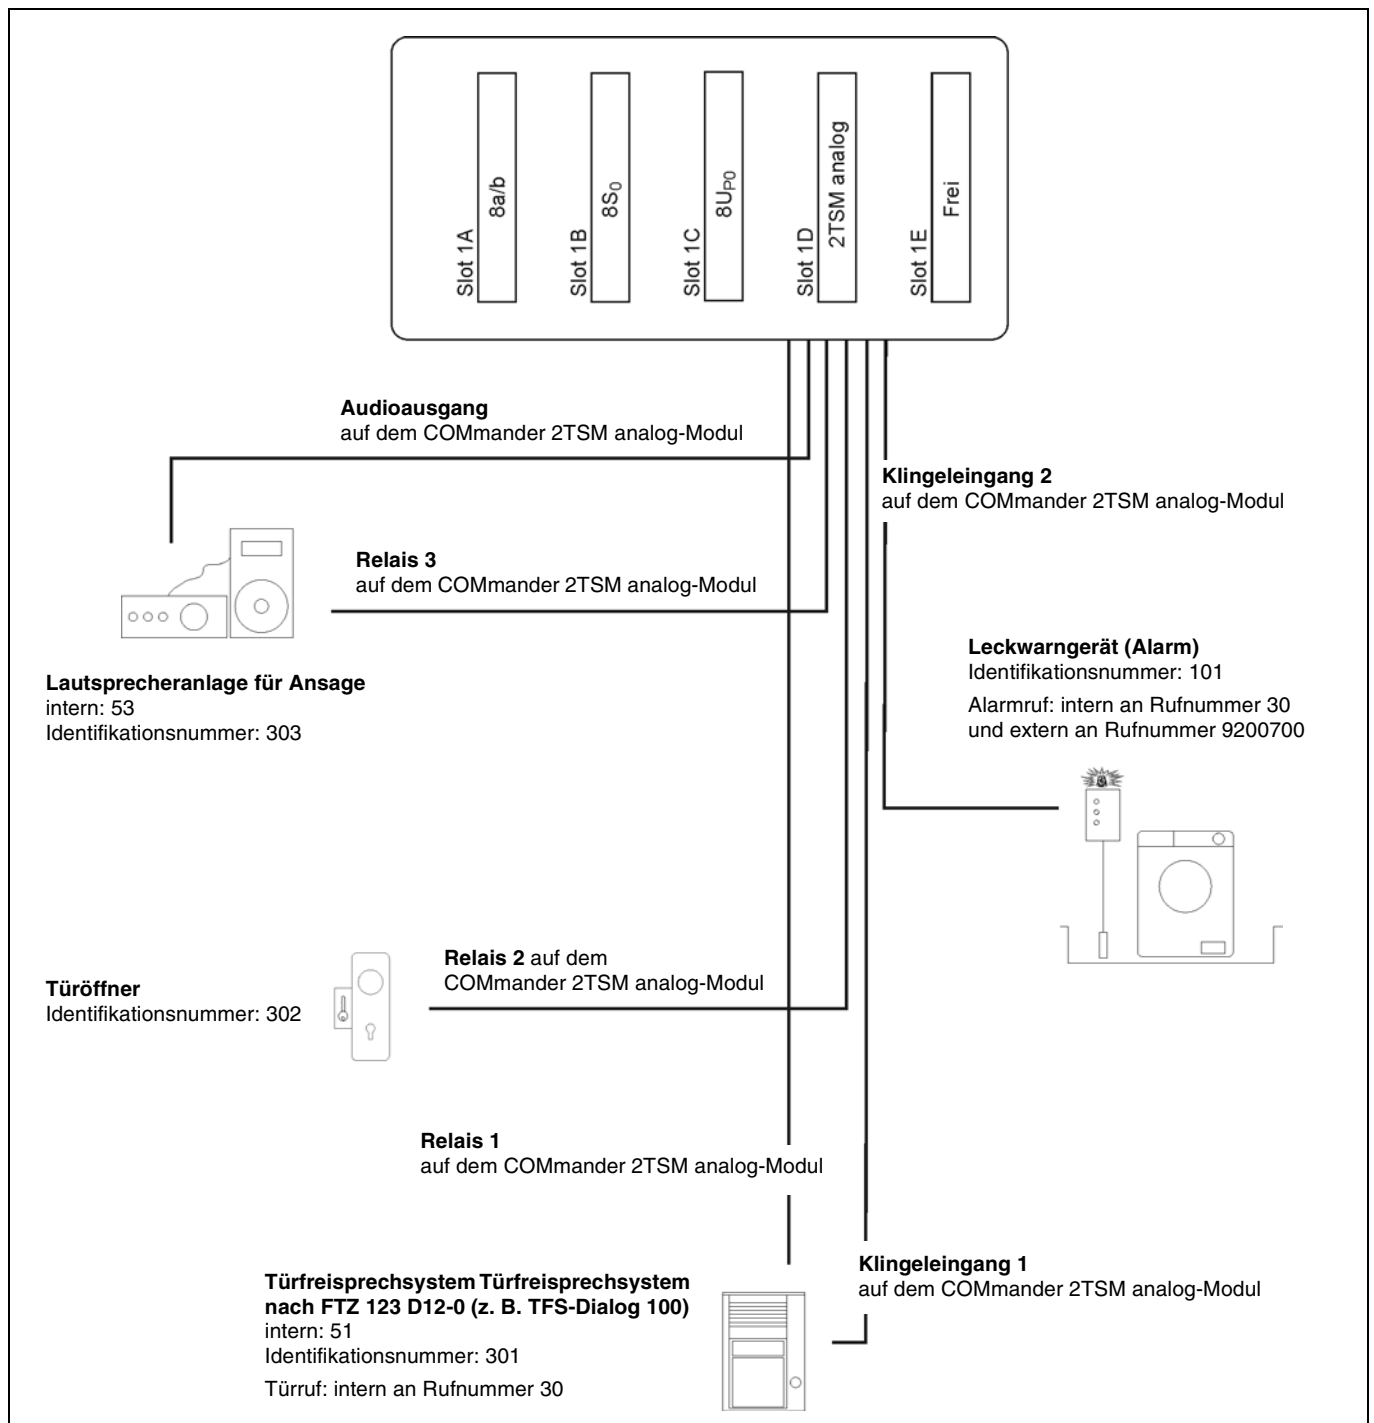 Slot 1A
8a/b
Slot 1B
8S0
Slot 1C
8UP0
Slot 1D
2TSM analog
Slot 1E
Frei
Audioausgang
auf dem COMmander 2TSM analog-Modul
Klingeleingang 2
auf dem COMmander 2TSM analog-Modul
Relais 3
auf dem COMmander 2TSM analog-Modul
Lautsprecheranlage für Ansage
intern: 53
Identifikationsnummer: 303
Leckwarngerät (Alarm)
Identifikationsnummer: 101
Alarmruf: intern an Rufnummer 30
und extern an Rufnummer 9200700
Relais 2 auf dem
COMmander 2TSM analog-Modul
Türöffner
Identifikationsnummer: 302
Relais 1
auf dem COMmander 2TSM analog-Modul
Klingeleingang 1
auf dem COMmander 2TSM analog-Modul
Türfreisprechsystem Türfreisprechsystem
nach FTZ 123 D12-0 (z. B. TFS-Dialog 100)
intern: 51
Identifikationsnummer: 301
Türruf: intern an Rufnummer 30